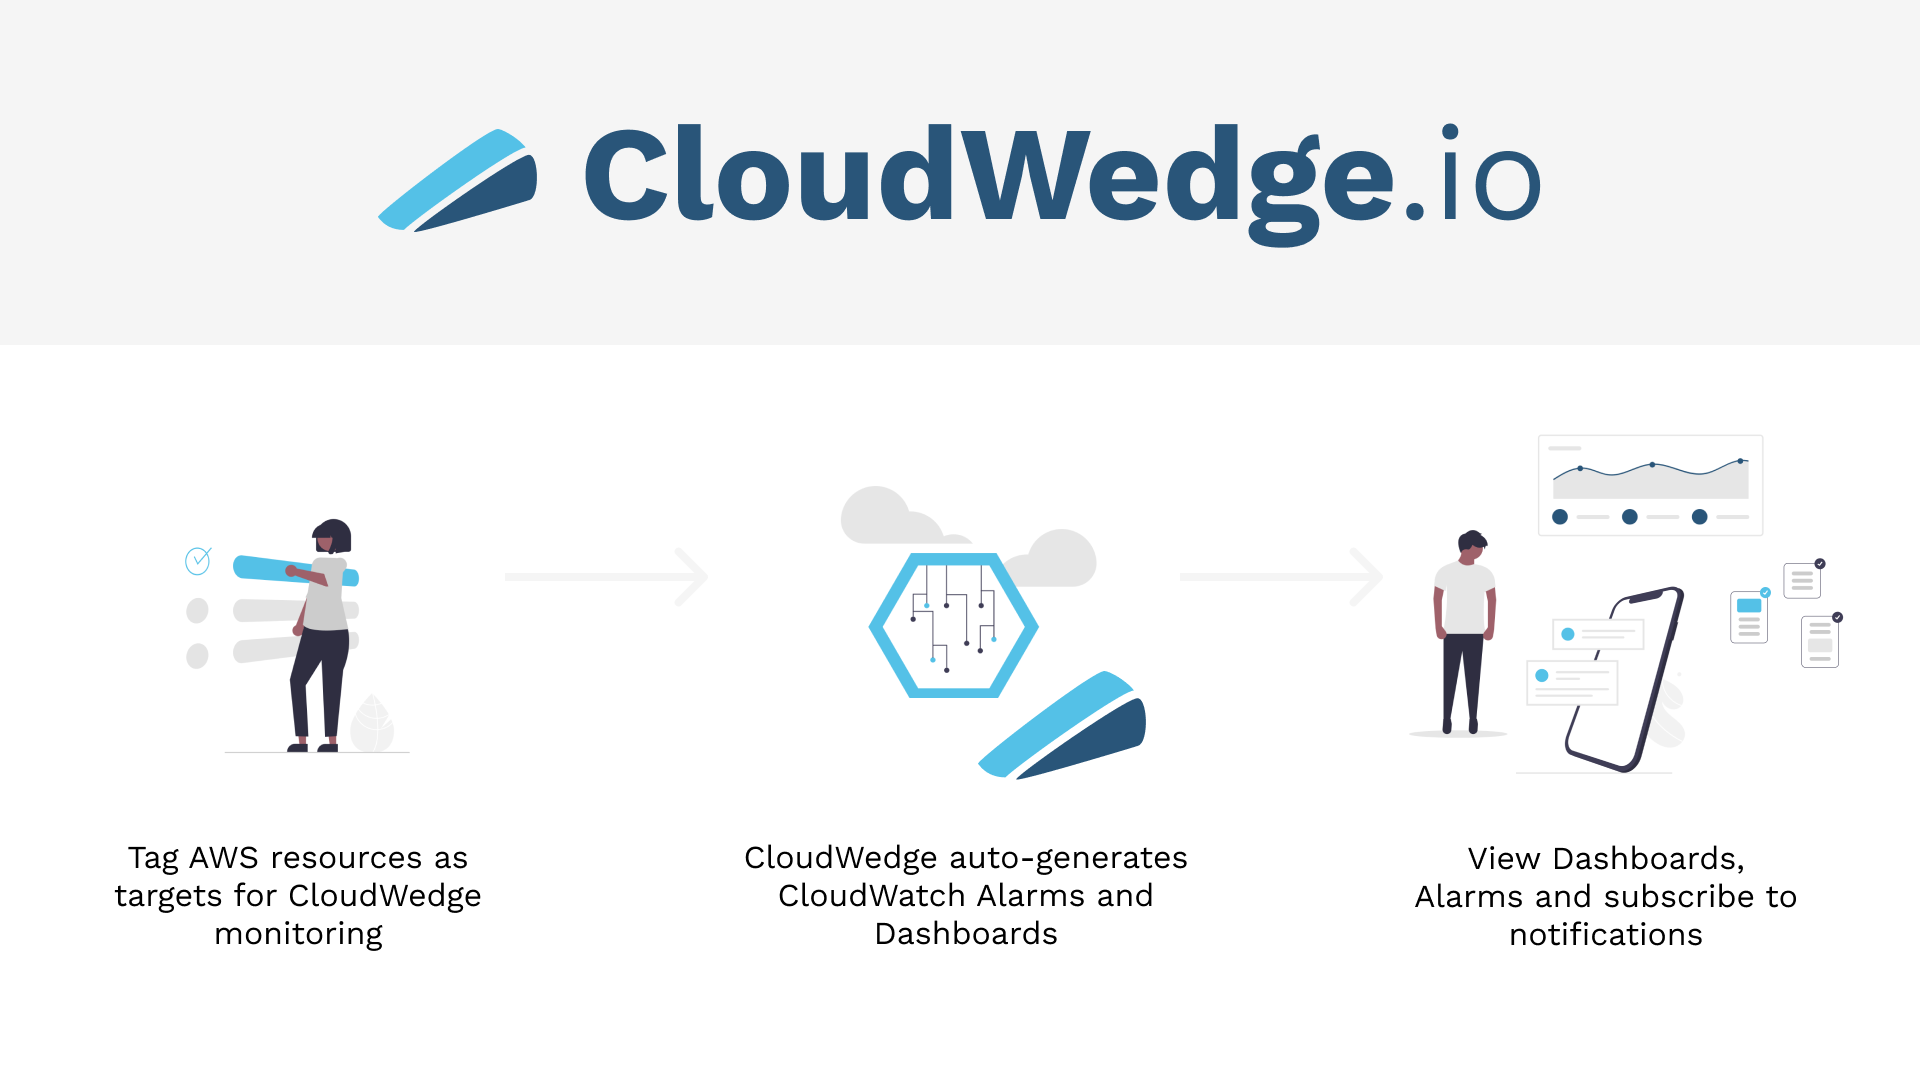 CloudWedge.io
Tag AWS resources as
targets for CloudWedge
monitoring
CloudWedge auto-generates
CloudWatch Alarms and
Dashboards
View Dashboards,
Alarms and subscribe to
notifications